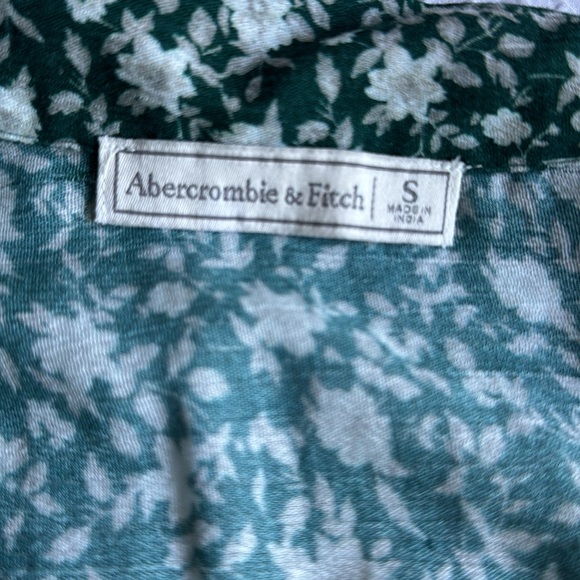 Abercrombie & Fitch
S
MADE IN
INDIA